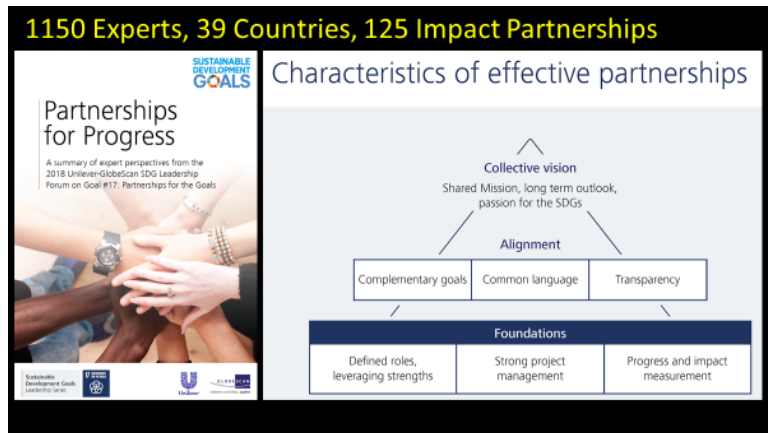 1150 Experts, 39 Countries, 125 Impact Partnerships
SUSTAINABLE
DEVELOPMENT
GOALS
Partnerships
for Progress
A summary of expert perspectives from the
2018 Unilever-GlobeScan SDG Leadership
Forum on Goal #17: Partnerships for the Goals
Sustainable
Development Goals
Leadership Series
Unilever
GLOBESCAN
Characteristics of effective partnerships
Collective vision
Shared Mission, long term outlook,
passion for the SDGs
Alignment
Complementary goals
Common language
Transparency
Foundations
Defined roles,
leveraging strengths
Strong project
management
Progress and impact
measurement